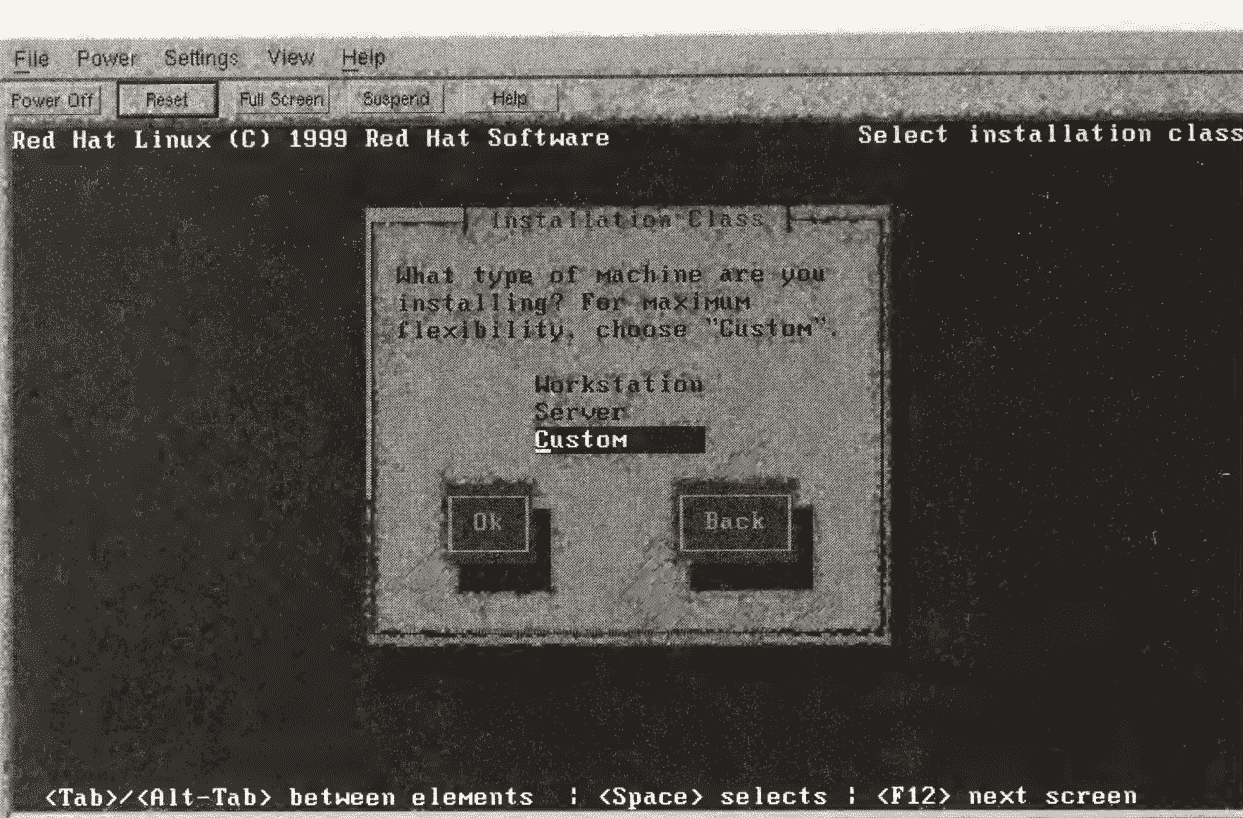 File Power Settings View Help
Power Off Reset Full Screen Suspend Help
Red Hat Linux (C) 1999 Red Hat Software Select installation class
Installation Class
What type of machine are you
installing? For maximum
flexibility, choose "Custom".
Workstation
Server
Custom
Ok Back
<Tab>/<Alt-Tab> between elements ¦ <Space> selects ¦ <F12> next screen